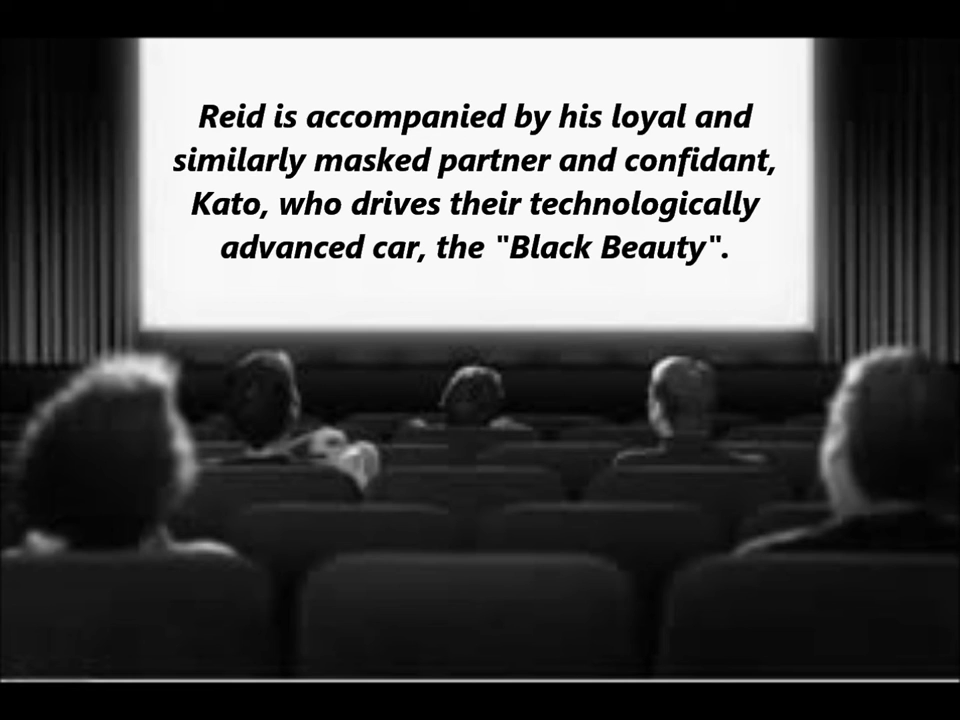 Reid is accompanied by his loyal and
similarly masked partner and confidant,
Kato, who drives their technologically
advanced car, the "Black Beauty".